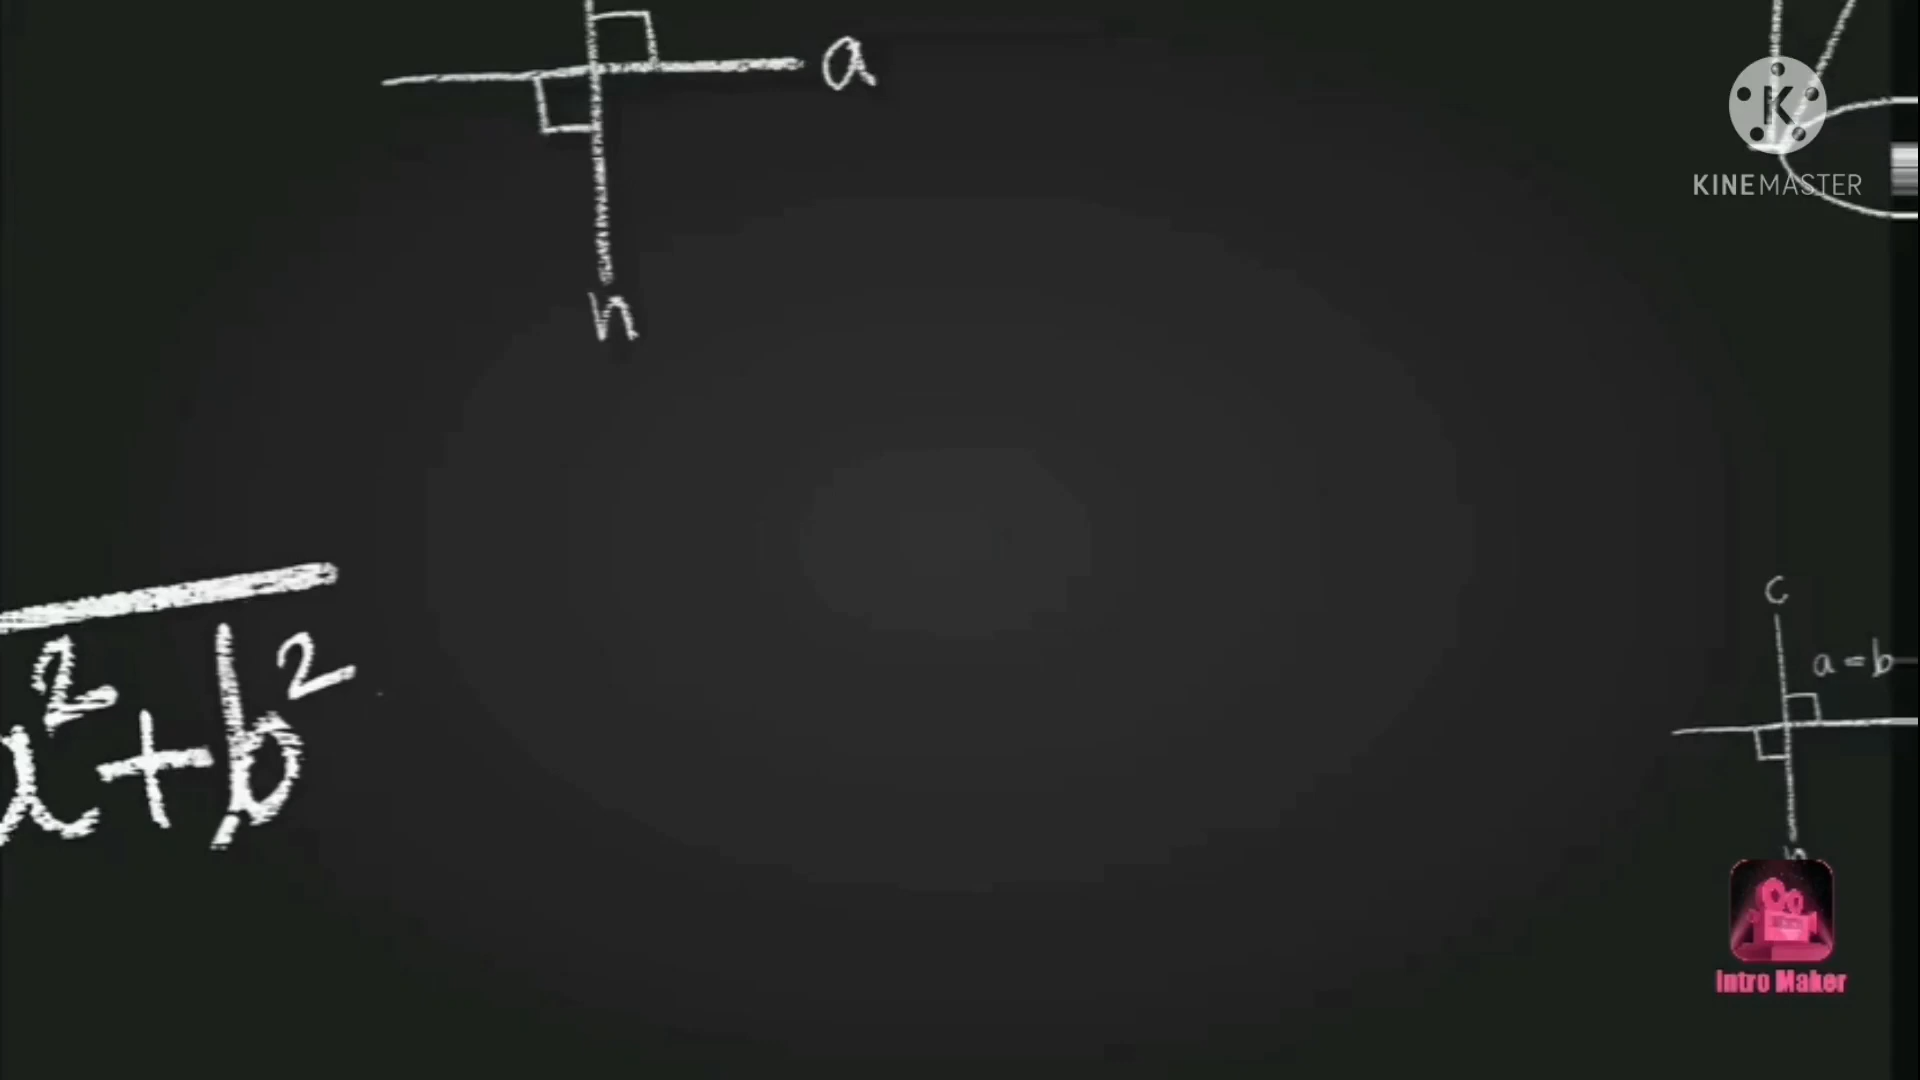 a
KINEMASTER
n
c
a = b
a²+b²
n
Intro Maker